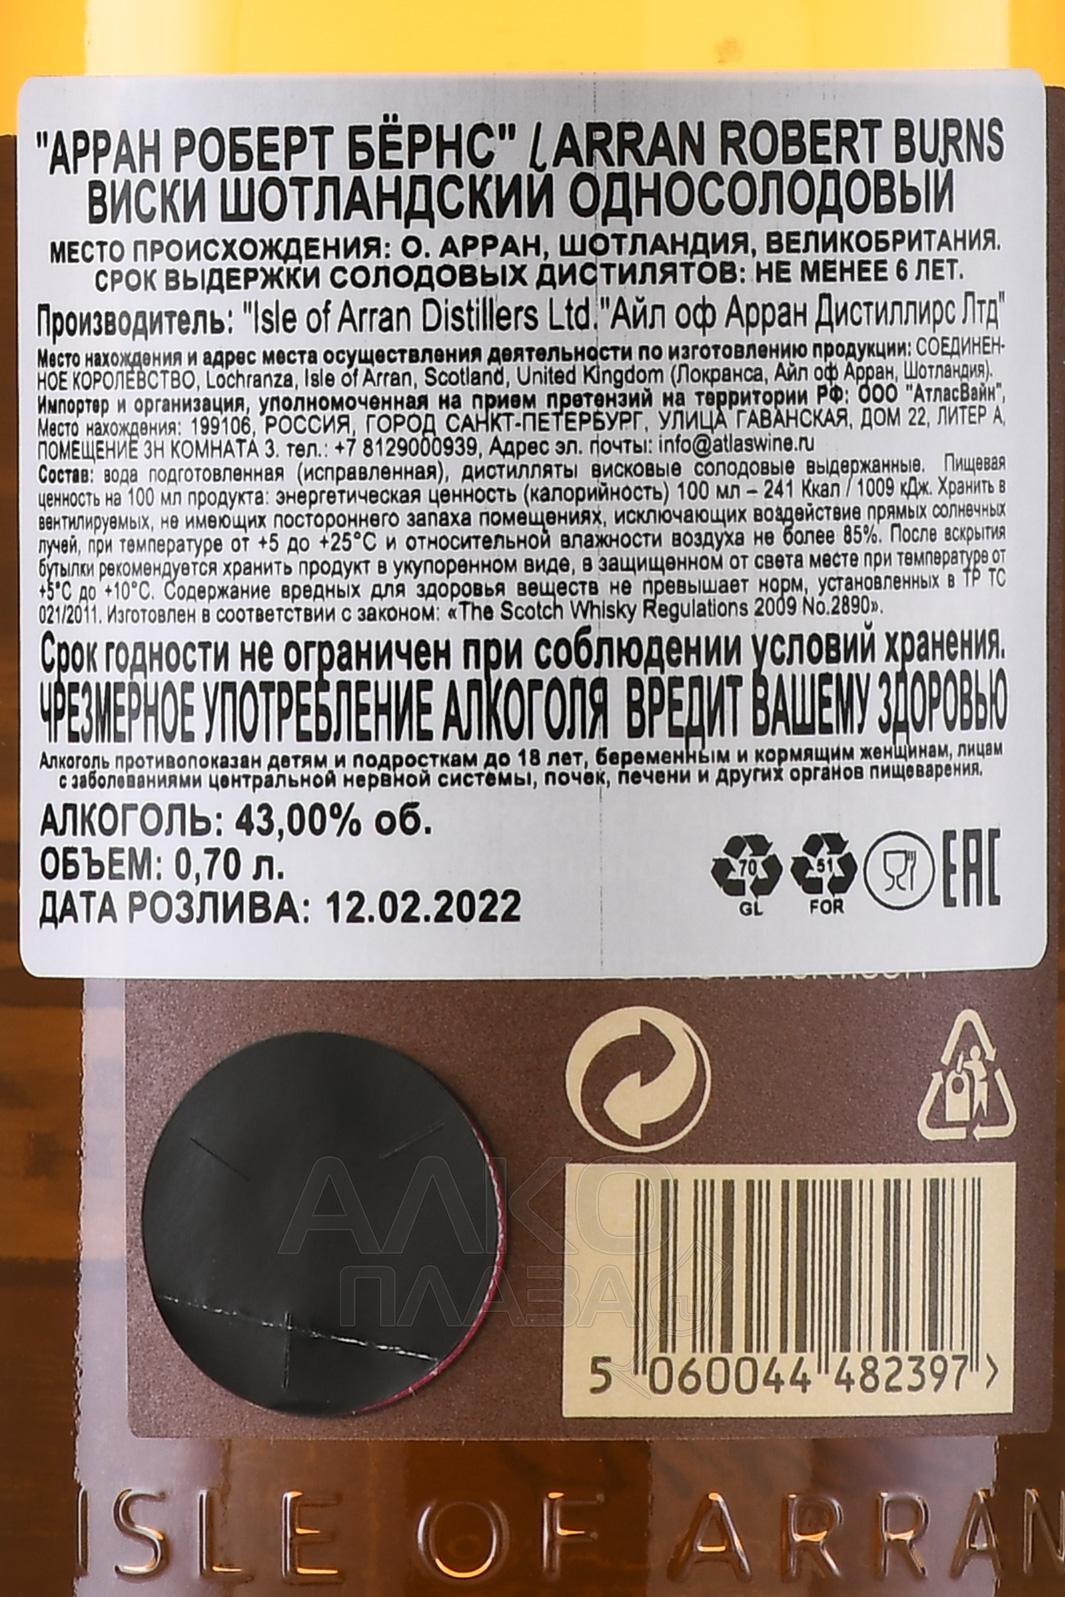 "АРРАН РОБЕРТ БЁРНС" / ARRAN ROBERT BURNS
ВИСКИ ШОТЛАНДСКИЙ ОДНОСОЛОДОВЫЙ
МЕСТО ПРОИСХОЖДЕНИЯ: О. АРРАН, ШОТЛАНДИЯ, ВЕЛИКОБРИТАНИЯ.
СРОК ВЫДЕРЖКИ СОЛОДОВЫХ ДИСТИЛЯТОВ: НЕ МЕНЕЕ 6 ЛЕТ.
Производитель: "Isle of Arran Distillers Ltd."Айл оф Арран Дистиллирс Лтд"
Место нахождения и адрес места осуществления деятельности по изготовлению продукции: СОЕДИНЕН-
НОЕ КОРОЛЕВСТВО, Lochranza, Isle of Arran, Scotland, United Kingdom (Локранса, Айл оф Арран, Шотландия).
Импортер и организация, уполномоченная на прием претензий на территории РФ: ООО "АтласВайн",
Место нахождения: 199106, РОССИЯ, ГОРОД САНКТ-ПЕТЕРБУРГ, УЛИЦА ГАВАНСКАЯ, ДОМ 22, ЛИТЕР А,
ПОМЕЩЕНИЕ 3Н КОМНАТА 3. тел.: +7 8129000939, Адрес эл. почты: info@atlaswine.ru
Состав: вода подготовленная (исправленная), дистилляты висковые солодовые выдержанные. Пищевая
ценность на 100 мл продукта: энергетическая ценность (калорийность) 100 мл – 241 Ккал / 1009 кДж. Хранить в
вентилируемых, не имеющих постороннего запаха помещениях, исключающих воздействие прямых солнечных
лучей, при температуре от +5 до +25°С и относительной влажности воздуха не более 85%. После вскрытия
бутылки рекомендуется хранить продукт в укупоренном виде, в защищенном от света месте при температуре от
+5°С до +10°С. Содержание вредных для здоровья веществ не превышает норм, установленных в ТР ТС
021/2011. Изготовлен в соответствии с законом: «The Scotch Whisky Regulations 2009 No.2890».
Срок годности не ограничен при соблюдении условий хранения.
ЧРЕЗМЕРНОЕ УПОТРЕБЛЕНИЕ АЛКОГОЛЯ ВРЕДИТ ВАШЕМУ ЗДОРОВЬЮ
Алкоголь противопоказан детям и подросткам до 18 лет, беременным и кормящим женщинам, лицам
с заболеваниями центральной нервной системы, почек, печени и других органов пищеварения.
АЛКОГОЛЬ: 43,00% об.
ОБЪЕМ: 0,70 л.
ДАТА РОЗЛИВА: 12.02.2022
70 51
GL FOR EAC
АЛКО
ПЛАЗА.ru
5 060044 482397 >
ISLE OF ARRAN